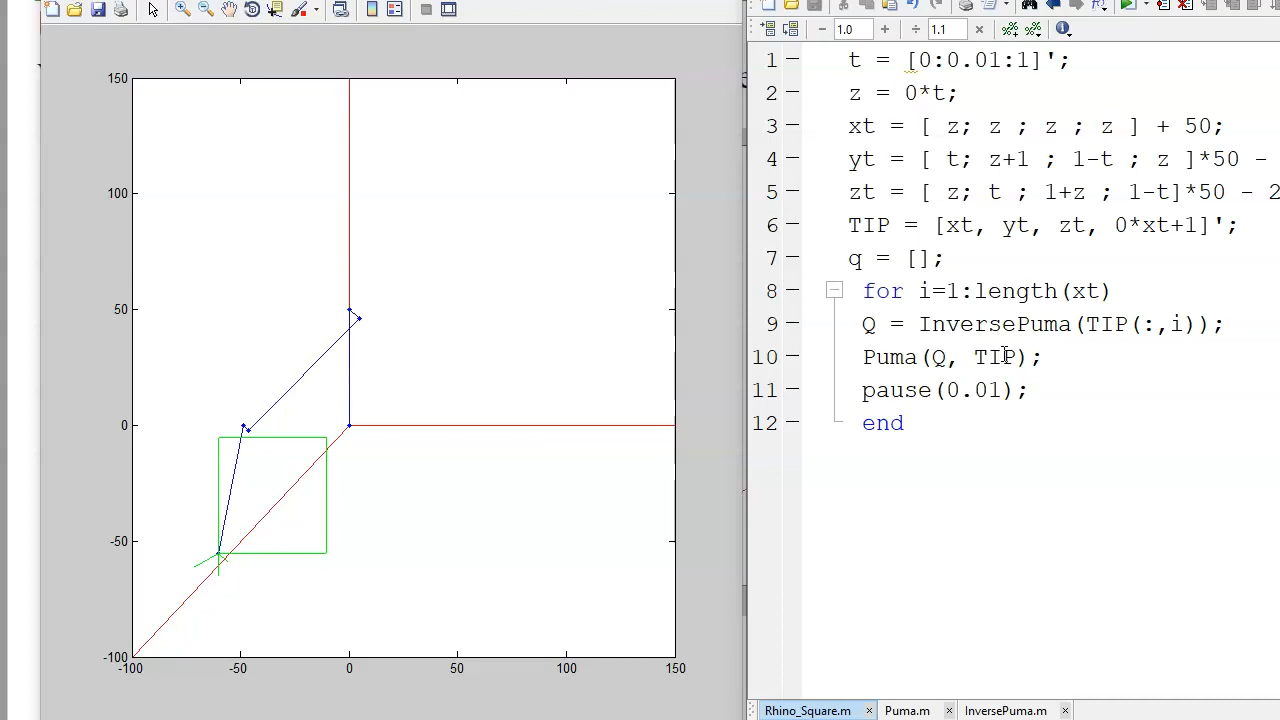 1.0
1.1
150
100
50
0
-50
-100
-100 -50 0 50 100 150
1 t = [0:0.01:1]';
2 z = 0*t;
3 xt = [ z; z ; z ; z ] + 50;
4 yt = [ t; z+1 ; 1-t ; z ]*50 -
5 zt = [ z; t ; 1+z ; 1-t]*50 - 2
6 TIP = [xt, yt, zt, 0*xt+1]';
7 q = [];
8 for i=1:length(xt)
9 Q = InversePuma(TIP(:,i));
10 Puma(Q, TIP);
11 pause(0.01);
12 end
Rhino_Square.m Puma.m InversePuma.m